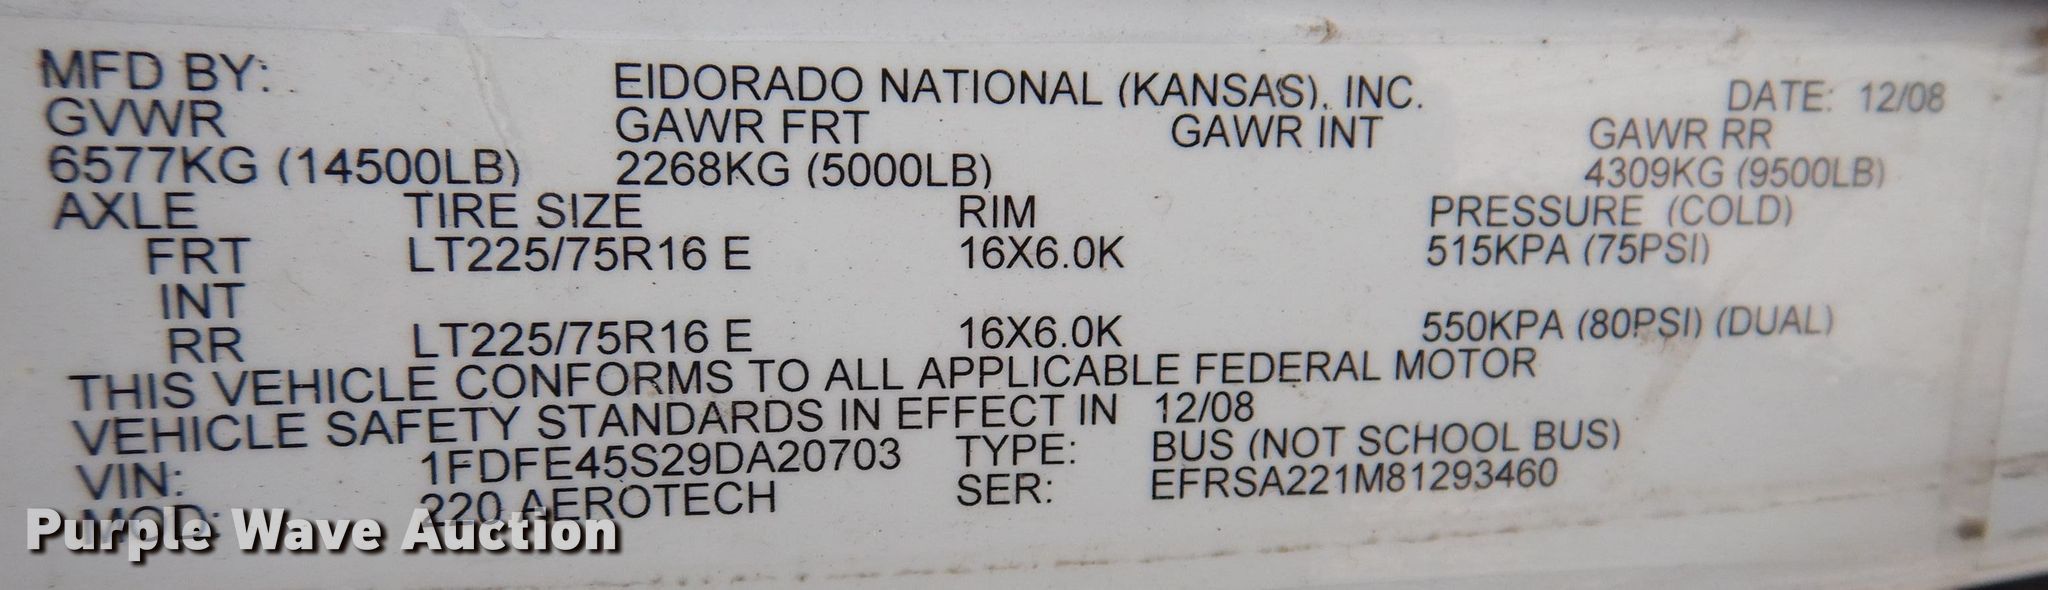 MFD BY: EIDORADO NATIONAL (KANSAS), INC. DATE: 12/08
GVWR GAWR FRT GAWR INT GAWR RR
6577KG (14500LB) 2268KG (5000LB) 4309KG (9500LB)
AXLE TIRE SIZE RIM PRESSURE (COLD)
FRT LT225/75R16 E 16X6.0K 515KPA (75PSI)
INT
RR LT225/75R16 E 16X6.0K 550KPA (80PSI) (DUAL)
THIS VEHICLE CONFORMS TO ALL APPLICABLE FEDERAL MOTOR
VEHICLE SAFETY STANDARDS IN EFFECT IN 12/08
VIN: 1FDFE45S29DA20703 TYPE: BUS (NOT SCHOOL BUS)
MOD: 220 AEROTECH SER: EFRSA221M81293460
Purple Wave Auction